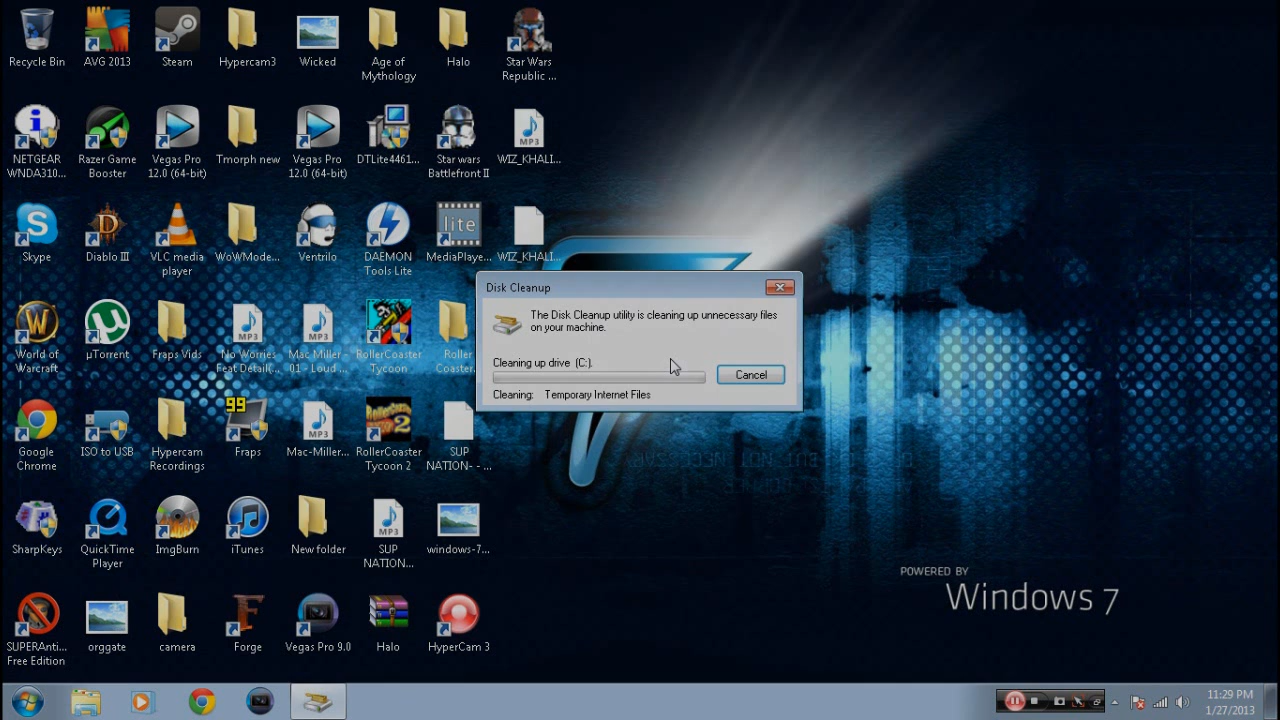 Recycle Bin
AVG 2013
Steam
Hypercam3
Wicked
Age of
Mythology
Halo
Star Wars
Republic ...
NETGEAR
WNDA310...
Razer Game
Booster
Vegas Pro
12.0 (64-bit)
Tmorph new
Vegas Pro
12.0 (64-bit)
DTLite4461...
Star wars
Battlefront II
MP3
WIZ_KHALI...
Skype
Diablo III
VLC media
player
WoWMode...
Ventrilo
DAEMON
Tools Lite
lite
MediaPlaye...
WIZ_KHALI...
World of
Warcraft
µTorrent
Fraps Vids
MP3
No Worries
Feat Detail(...
MP3
Mac Miller -
01 - Loud ...
RollerCoaster
Tycoon
Roller
Coaster...
Disk Cleanup
The Disk Cleanup utility is cleaning up unnecessary files
on your machine.
Cleaning up drive (C:).
Cancel
Cleaning: Temporary Internet Files
Google
Chrome
ISO to USB
Hypercam
Recordings
99
Fraps
MP3
Mac-Miller...
RollerCoaster
Tycoon 2
SUP
NATION- - ...
SharpKeys
QuickTime
Player
ImgBurn
iTunes
New folder
MP3
SUP
NATION...
windows-7...
SUPERAnti...
Free Edition
orggate
camera
Forge
Vegas Pro 9.0
Halo
HyperCam 3
POWERED BY
Windows 7
11:29 PM
1/27/2013